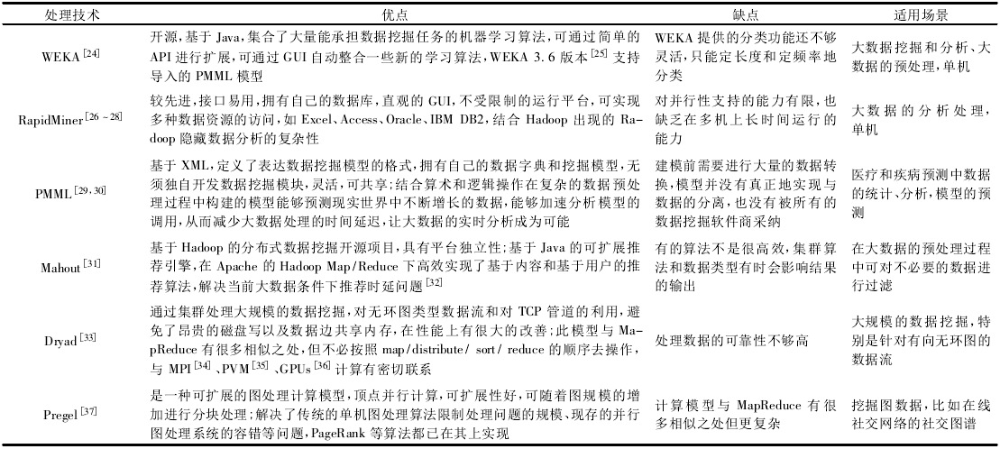 处理技术 优点 缺点 适用场景
WEKA[24]
开源,基于 Java,集合了大量能承担数据挖掘任务的机器学习算法,可通过简单的
API 进行扩展,可通过 GUI 自动整合一些新的学习算法,WEKA 3.6 版本[25]支持
导入的 PMML 模型
WEKA 提供的分类功能还不够
灵活,只能定长度和定频率地
分类
大数据挖掘和分析、大
数据的预处理,单机
RapidMiner[26~28]
较先进,接口易用,拥有自己的数据库,直观的 GUI,不受限制的运行平台,可实现
多种数据资源的访问,如 Excel、Access、Oracle、IBM DB2,结合 Hadoop 出现的 Ra-
doop 隐藏数据分析的复杂性
对并行性支持的能力有限,也
缺乏在多机上长时间运行的
能力
大数据的分析处理,
单机
PMML[29,30]
基于 XML,定义了表达数据挖掘模型的格式,拥有自己的数据字典和挖掘模型,无
须独自开发数据挖掘模块,灵活,可共享;结合算术和逻辑操作在复杂的数据预处
理过程中构建的模型能够预测现实世界中不断增长的数据,能够加速分析模型的
调用,从而减少大数据处理的时间延迟,让大数据的实时分析成为可能
建模前需要进行大量的数据转
换,模型并没有真正地实现与
数据的分离,也没有被所有的
数据挖掘软件商采纳
医疗和疾病预测中数据
的统计、分析,模型的预
测
Mahout[31]
基于 Hadoop 的分布式数据挖掘开源项目,具有平台独立性;基于 Java 的可扩展推
荐引擎,在 Apache 的 Hadoop Map/Reduce 下高效实现了基于内容和基于用户的推
荐算法,解决当前大数据条件下推荐时延问题[32]
有的算法不是很高效,集群算
法和数据类型有时会影响结果
的输出
在大数据的预处理过程
中可对不必要的数据进
行过滤
Dryad[33]
通过集群处理大规模的数据挖掘,对无环图类型数据流和对 TCP 管道的利用,避
免了昂贵的磁盘写以及数据边共享内存,在性能上有很大的改善;此模型与 Ma-
pReduce 有很多相似之处,但不必按照 map/distribute/ sort/ reduce 的顺序去操作,
与 MPI[34]、PVM[35]、GPUs[36]计算有密切联系
处理数据的可靠性不够高
大规模的数据挖掘,特
别是针对有向无环图的
数据流
Pregel[37]
是一种可扩展的图处理计算模型,顶点并行计算,可扩展性好,可随着图规模的增
加进行分块处理;解决了传统的单机图处理算法限制处理问题的规模、现存的并行
图处理系统的容错等问题,PageRank 等算法都已在其上实现
计算模型与 MapReduce 有很
多相似之处但更复杂
挖掘图数据,比如在线
社交网络的社交图谱